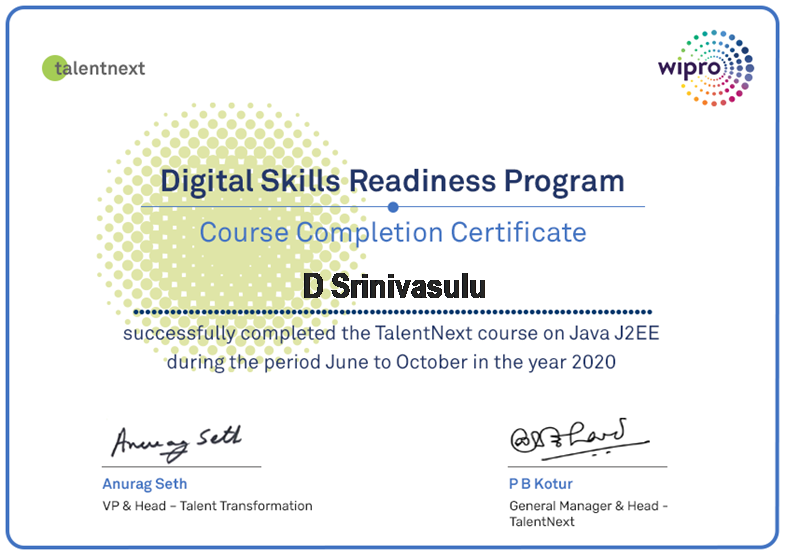 talentnext
wipro
Digital Skills Readiness Program
Course Completion Certificate
D Srinivasulu
successfully completed the TalentNext course on Java J2EE
during the period June to October in the year 2020
Anurag Seth
Anurag Seth
VP & Head – Talent Transformation
P B Kotur
General Manager & Head -
TalentNext